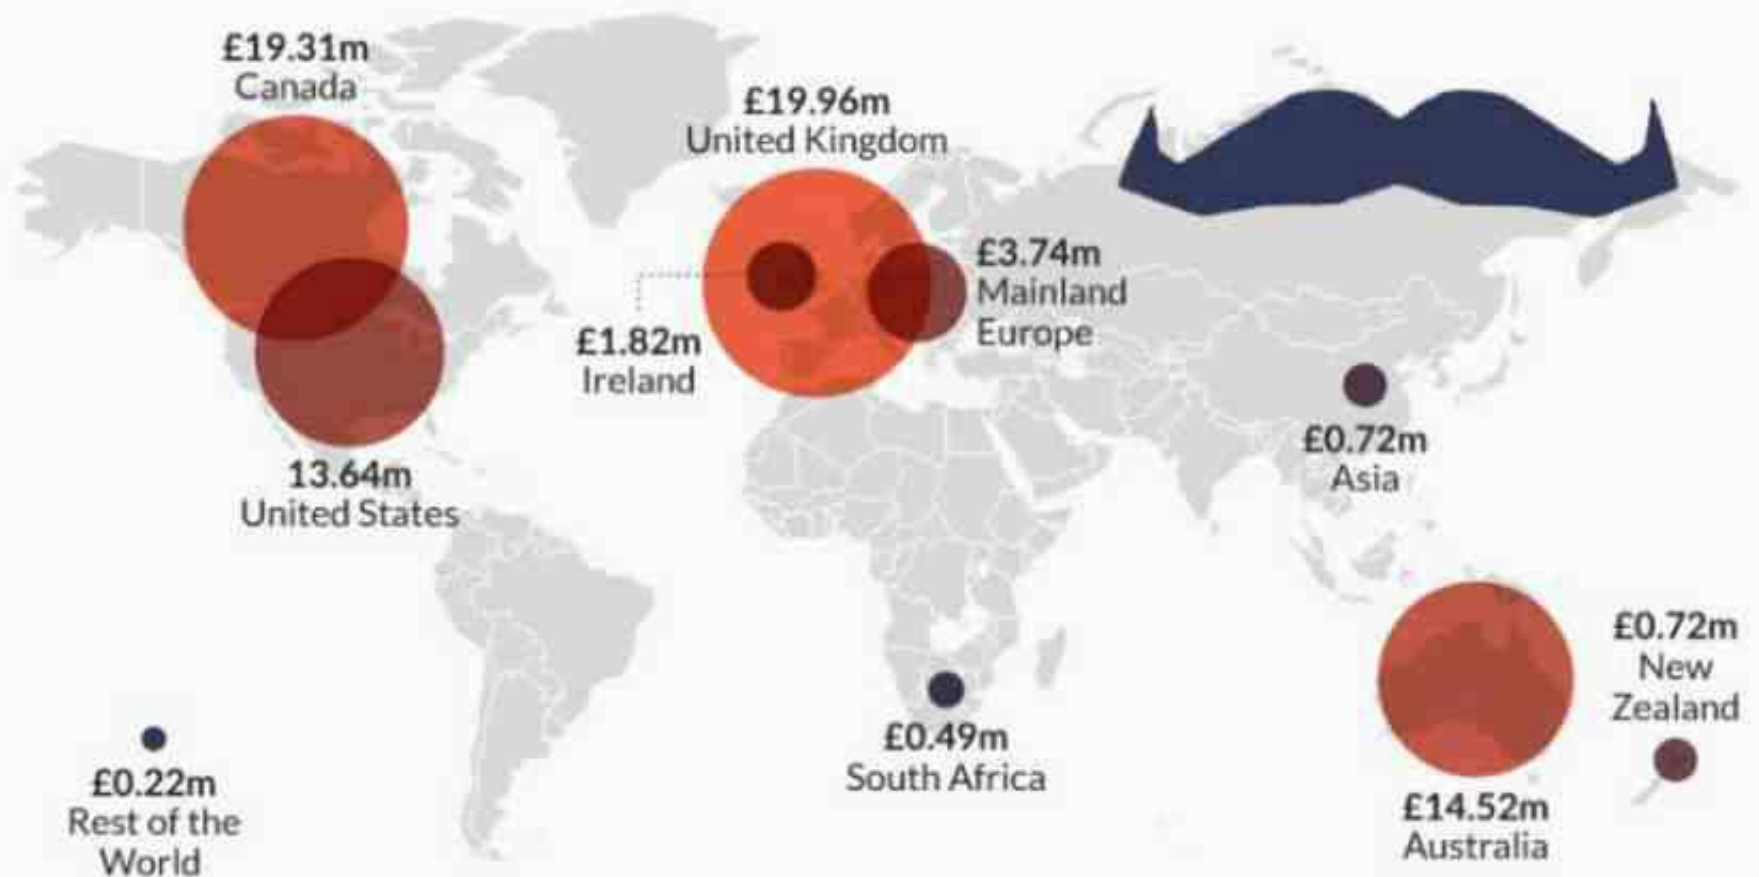 £19.31m
Canada
£19.96m
United Kingdom
£3.74m
Mainland
Europe
£1.82m
Ireland
£0.72m
Asia
13.64m
United States
£0.72m
New
Zealand
£0.49m
South Africa
£0.22m
Rest of the
World
£14.52m
Australia